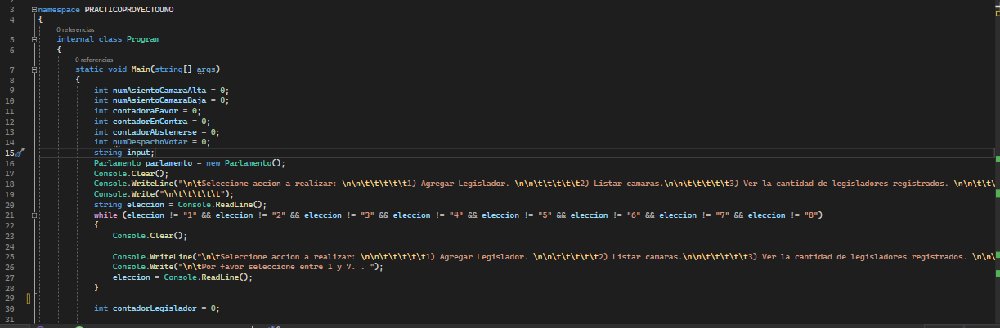 2
3 namespace PRACTICOPROYECTOUNO
4 {
0 referencias
5 internal class Program
6 {
0 referencias
7 static void Main(string[] args)
8 {
9 int numAsientoCamaraAlta = 0;
10 int numAsientoCamaraBaja = 0;
11 int contadoraFavor = 0;
12 int contadorEnContra = 0;
13 int contadorAbstenerse = 0;
14 int numDespachoVotar = 0;
15 string input;
16 Parlamento parlamento = new Parlamento();
17 Console.Clear();
18 Console.WriteLine("\n\tSeleccione accion a realizar: \n\n\t\t\t\t\t1) Agregar Legislador. \n\n\t\t\t\t\t2) Listar camaras.\n\n\t\t\t\t\t3) Ver la cantidad de legisladores registrados. \n\n\t\t\
19 Console.Write("\n\t\t\t\t\t");
20 string eleccion = Console.ReadLine();
21 while (eleccion != "1" && eleccion != "2" && eleccion != "3" && eleccion != "4" && eleccion != "5" && eleccion != "6" && eleccion != "7" && eleccion != "8")
22 {
23 Console.Clear();
24
25 Console.WriteLine("\n\tSeleccione accion a realizar: \n\n\t\t\t\t\t1) Agregar Legislador. \n\n\t\t\t\t\t2) Listar camaras.\n\n\t\t\t\t\t3) Ver la cantidad de legisladores registrados. \n\n\
26 Console.Write("\n\tPor favor seleccione entre 1 y 7. . ");
27 eleccion = Console.ReadLine();
28 }
29
30 int contadorLegislador = 0;
31